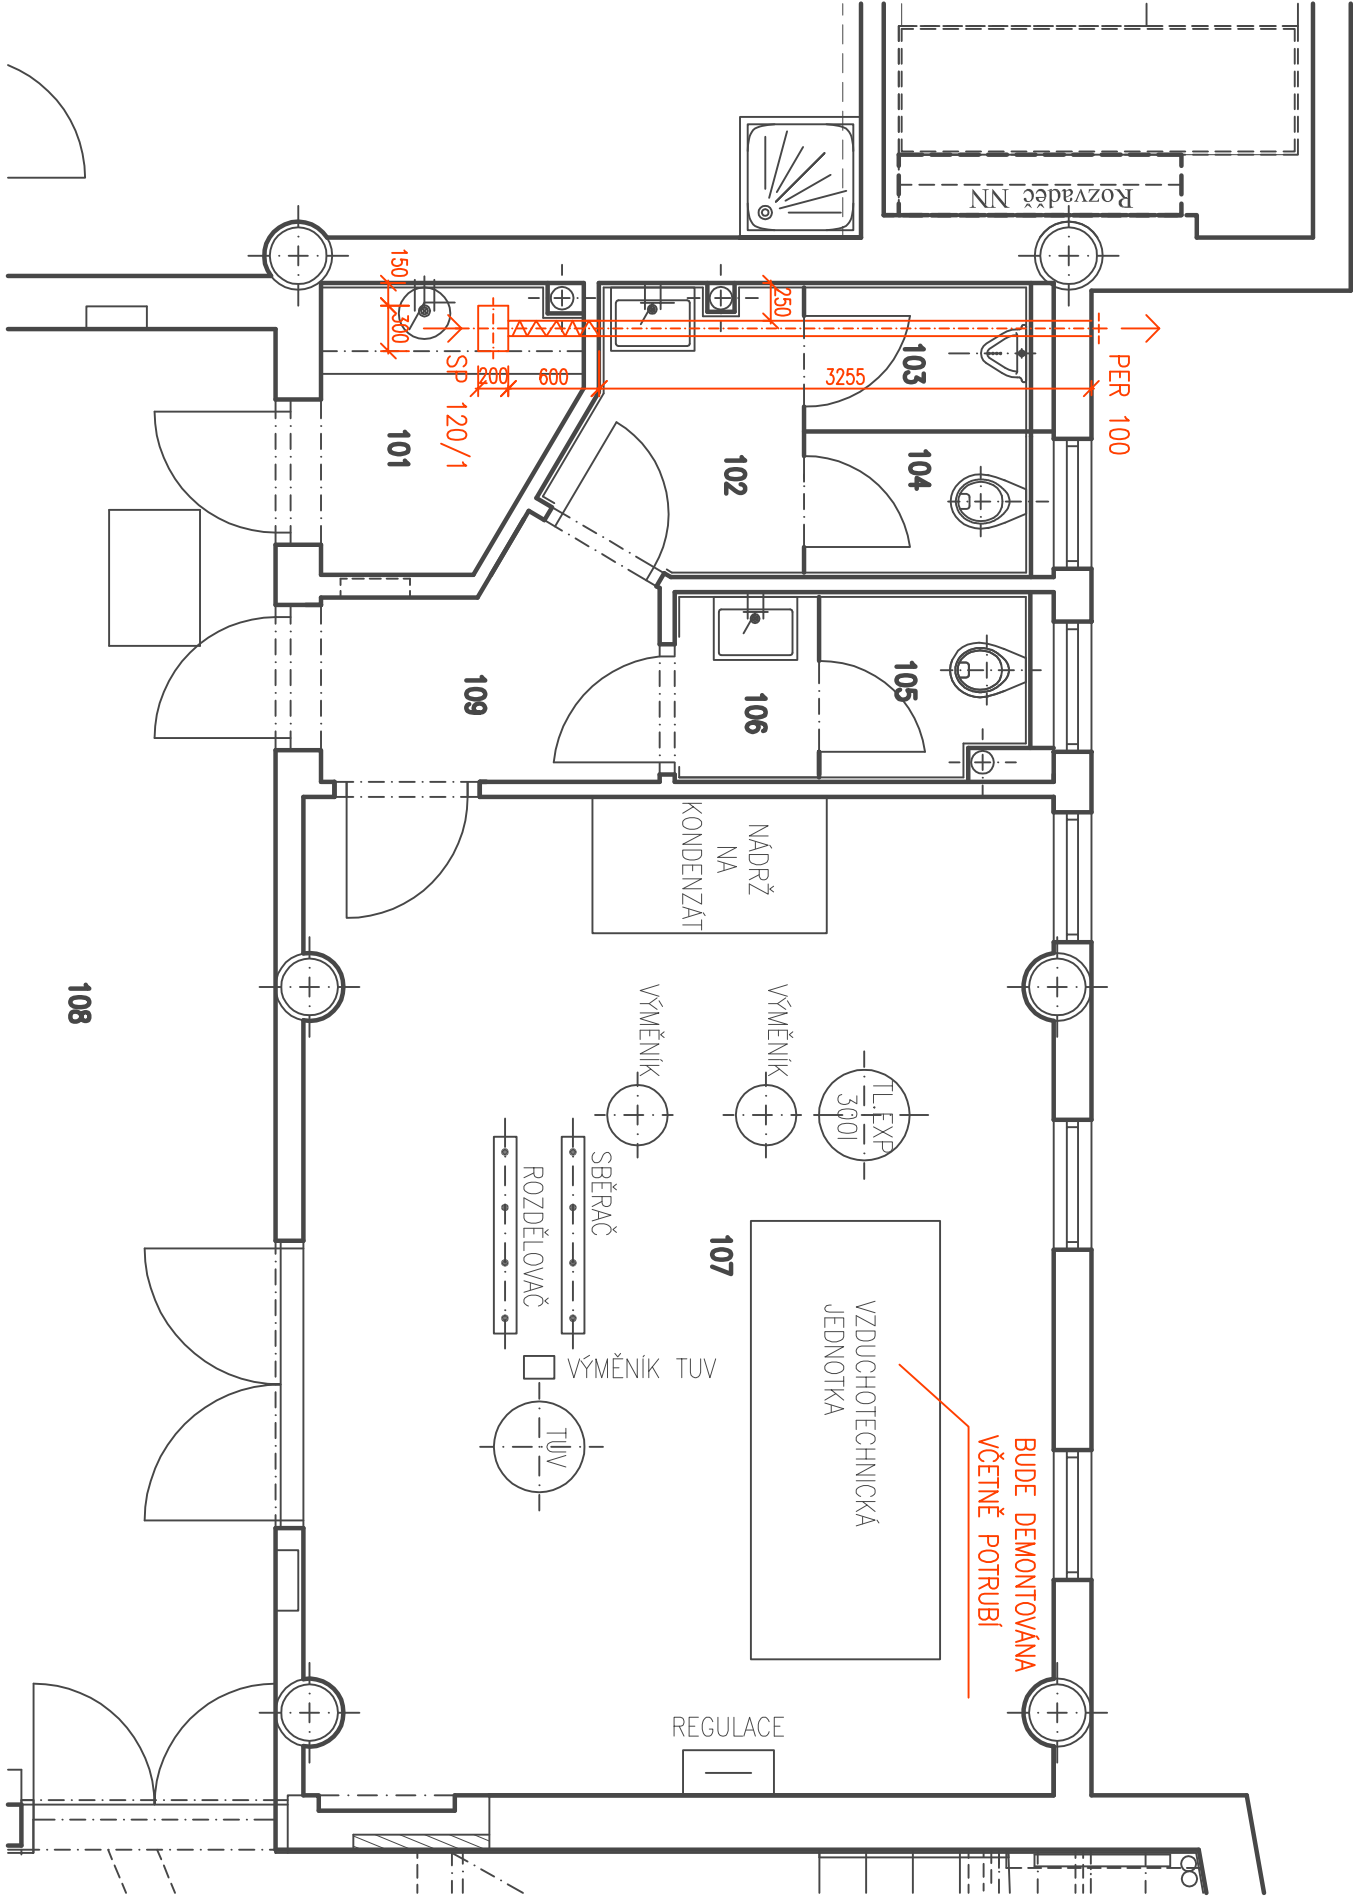 Rozvaděč NN
150
300
250
SP 120/1
200
600
3255
PER 100
101
102
103
104
105
106
109
NÁDRŽ
NA
KONDENZÁT
108
VÝMĚNÍK
VÝMĚNÍK
TL.EXP
300l
SBĚRAČ
ROZDĚLOVAČ
107
VÝMĚNÍK TUV
TUV
VZDUCHOTECHNICKÁ
JEDNOTKA
BUDE DEMONTOVÁNA
VČETNĚ POTRUBÍ
REGULACE